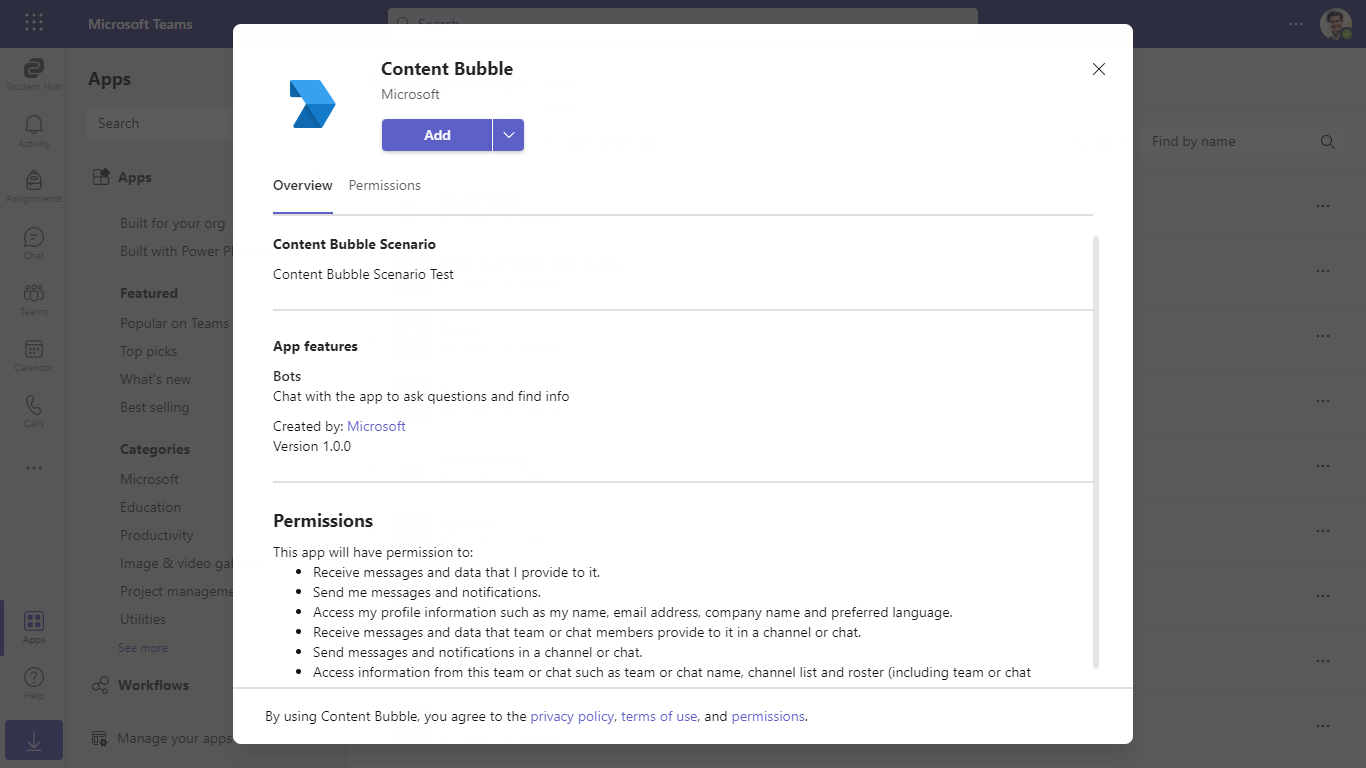 Microsoft Teams
Search
Student Hub
Activity
Assignments
Chat
Teams
Calendar
Calls
Apps
Help
Apps
Search
Apps
Built for your org
Built with Power
Featured
Popular on Teams
Top picks
What's new
Best selling
Categories
Microsoft
Education
Productivity
Image & video
Project
Utilities
See more
Workflows
Manage your apps
Find by name
Content Bubble
Microsoft
Add
Overview
Permissions
Content Bubble Scenario
Content Bubble Scenario Test
App features
Bots
Chat with the app to ask questions and find info
Created by: Microsoft
Version 1.0.0
Permissions
This app will have permission to:
Receive messages and data that I provide to it.
Send me messages and notifications.
Access my profile information such as my name, email address, company name and preferred language.
Receive messages and data that team or chat members provide to it in a channel or chat.
Send messages and notifications in a channel or chat.
Access information from this team or chat such as team or chat name, channel list and roster (including team or chat
By using Content Bubble, you agree to the privacy policy, terms of use, and permissions.